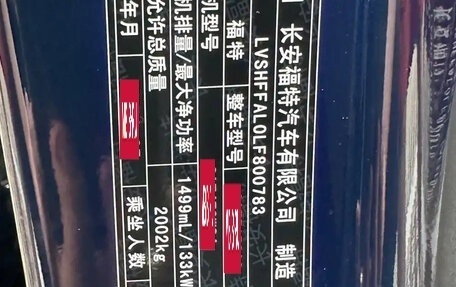 长安福特汽车有限公司 制造
LVSHFFAL0LF800783
福特 整车型号
机型号
机排量/最大净功率 1499mL/133kW
允许总质量 2002kg
年月 乘坐人数